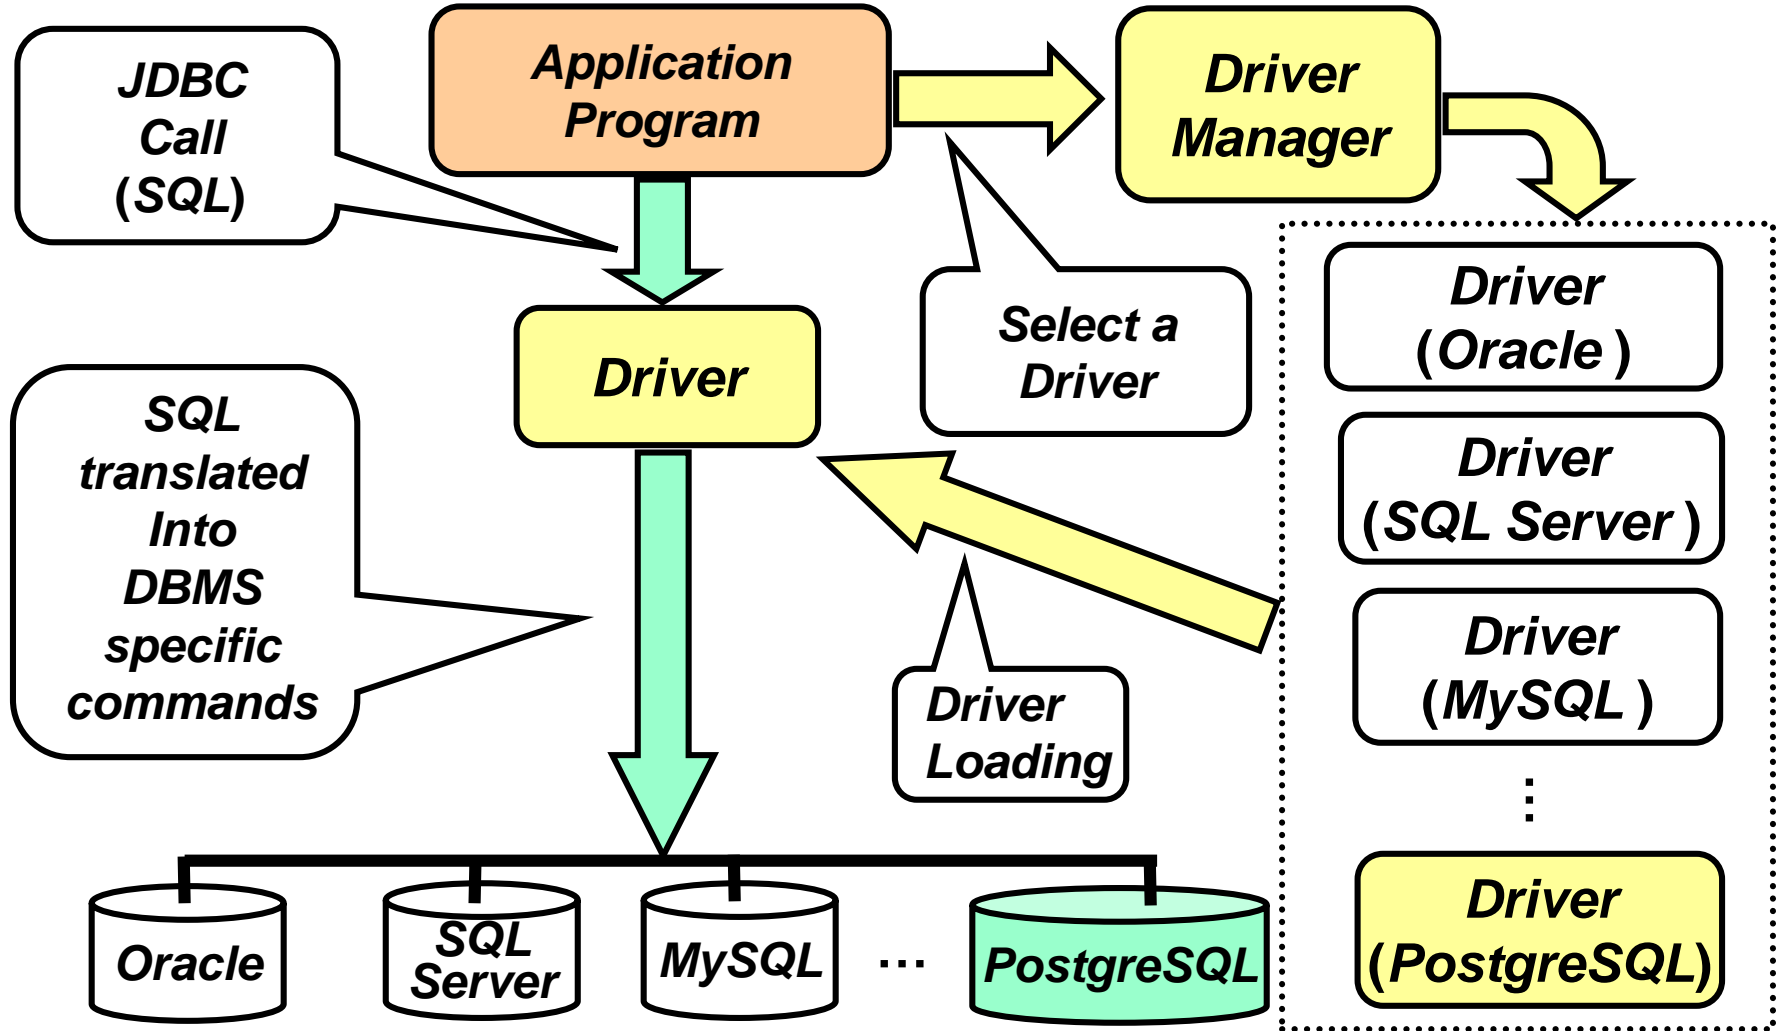 JDBC
Call
(SQL)
Application
Program
Driver
Manager
Select a
Driver
Driver
SQL
translated
Into
DBMS
specific
commands
Driver
Loading
Driver
(Oracle)
Driver
(SQL Server)
Driver
(MySQL)
⋮
Driver
(PostgreSQL)
Oracle
SQL
Server
MySQL
...
PostgreSQL